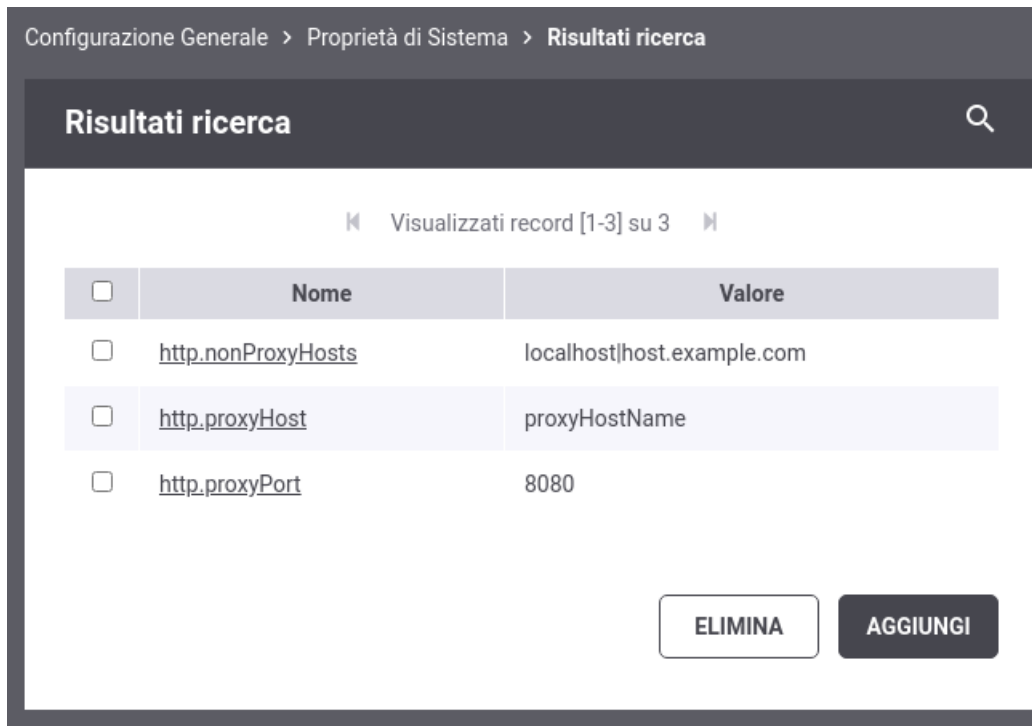 Configurazione Generale > Proprietà di Sistema > Risultati ricerca
Risultati ricerca
Visualizzati record [1-3] su 3
Nome Valore
http.nonProxyHosts localhost|host.example.com
http.proxyHost proxyHostName
http.proxyPort 8080
ELIMINA AGGIUNGI